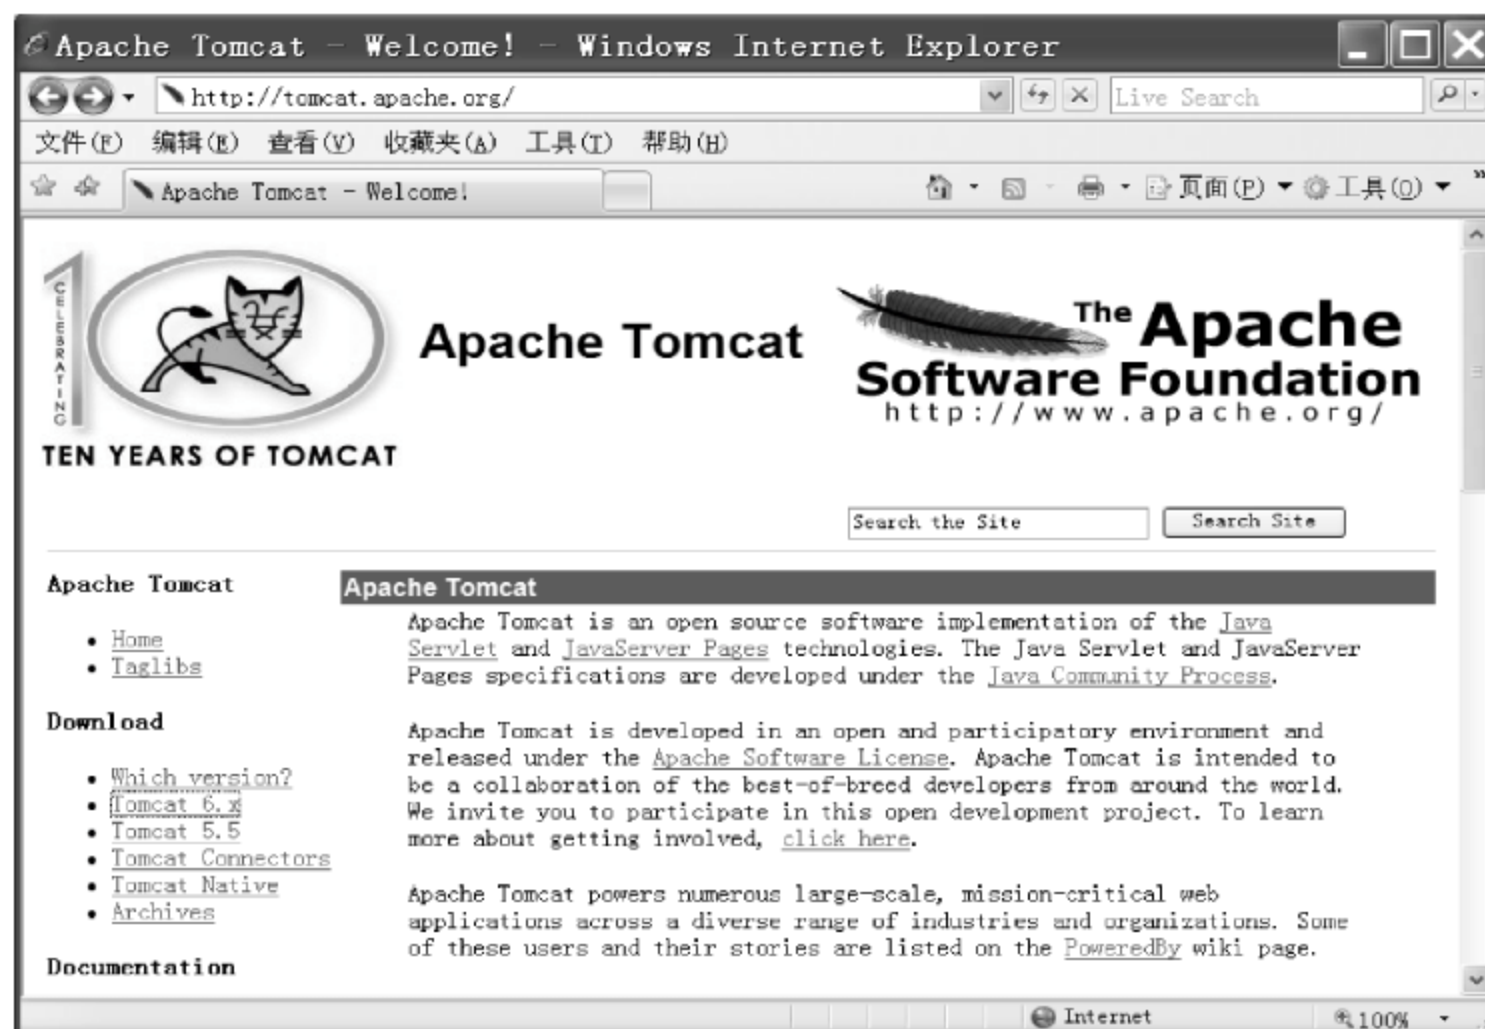 Apache Tomcat - Welcome! - Windows Internet Explorer
http://tomcat.apache.org/
Live Search
文件(F) 编辑(E) 查看(V) 收藏夹(A) 工具(T) 帮助(H)
Apache Tomcat - Welcome!
页面(P) 工具(O)
CELEBRATING
10
TEN YEARS OF TOMCAT
Apache Tomcat
The Apache
Software Foundation
http://www.apache.org/
Search the Site Search Site
Apache Tomcat
Home
Taglibs
Download
Which version?
Tomcat 6.x
Tomcat 5.5
Tomcat Connectors
Tomcat Native
Archives
Documentation
Apache Tomcat
Apache Tomcat is an open source software implementation of the Java
Servlet and JavaServer Pages technologies. The Java Servlet and JavaServer
Pages specifications are developed under the Java Community Process.
Apache Tomcat is developed in an open and participatory environment and
released under the Apache Software License. Apache Tomcat is intended to
be a collaboration of the best-of-breed developers from around the world.
We invite you to participate in this open development project. To learn
more about getting involved, click here.
Apache Tomcat powers numerous large-scale, mission-critical web
applications across a diverse range of industries and organizations. Some
of these users and their stories are listed on the PoweredBy wiki page.
Internet 100%